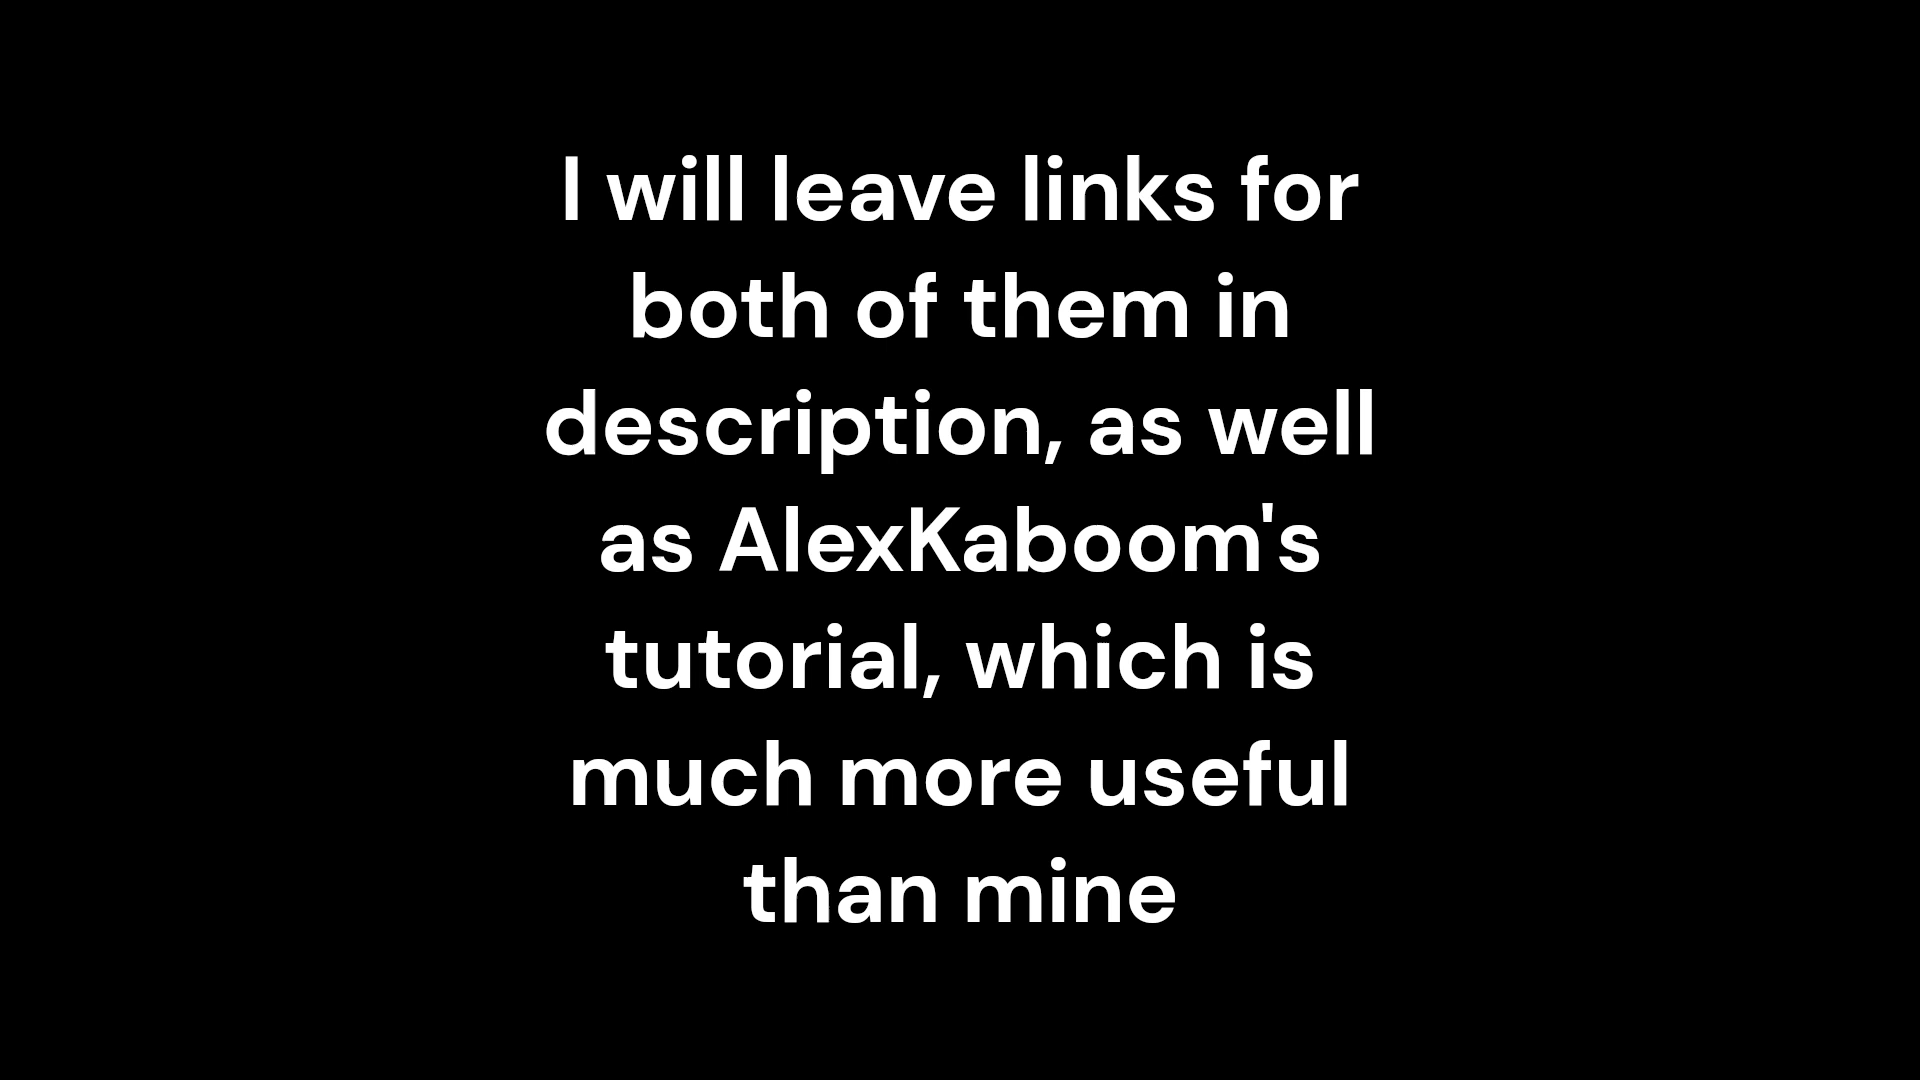 I will leave links for
both of them in
description, as well
as AlexKaboom's
tutorial, which is
much more useful
than mine